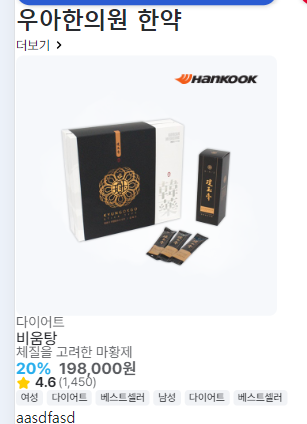 우아한의원 한약
더보기
HANKOOK
다이어트
비움탕
체질을 고려한 마황제
20% 198,000원
4.6 (1,450)
여성 다이어트 베스트셀러 남성 다이어트 베스트셀러
aasdfasd